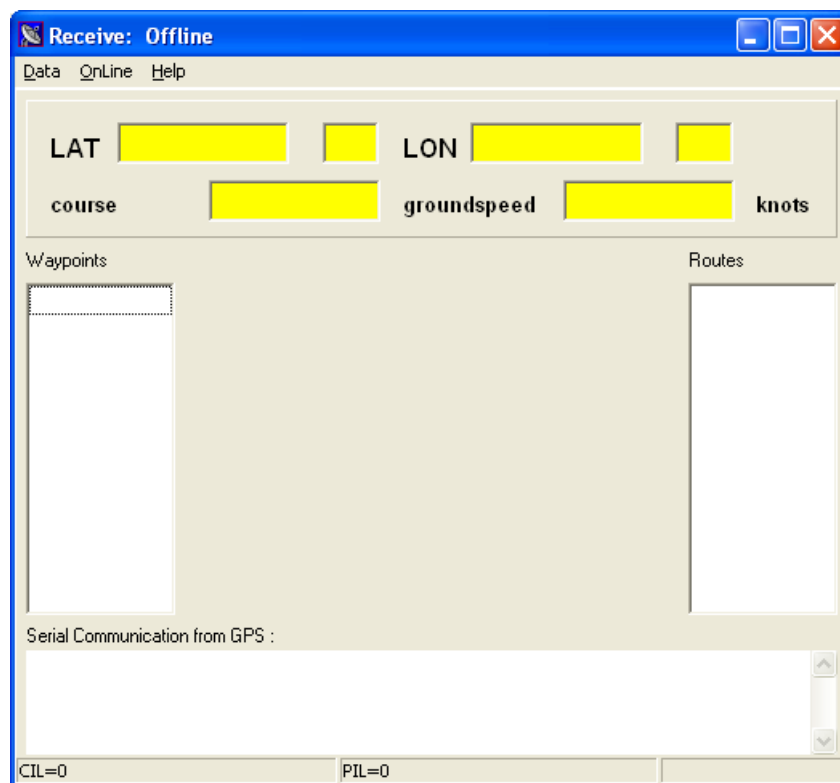 Receive: Offline
Data OnLine Help
LAT LON
course groundspeed knots
Waypoints Routes
Serial Communication from GPS :
CIL=0 PIL=0